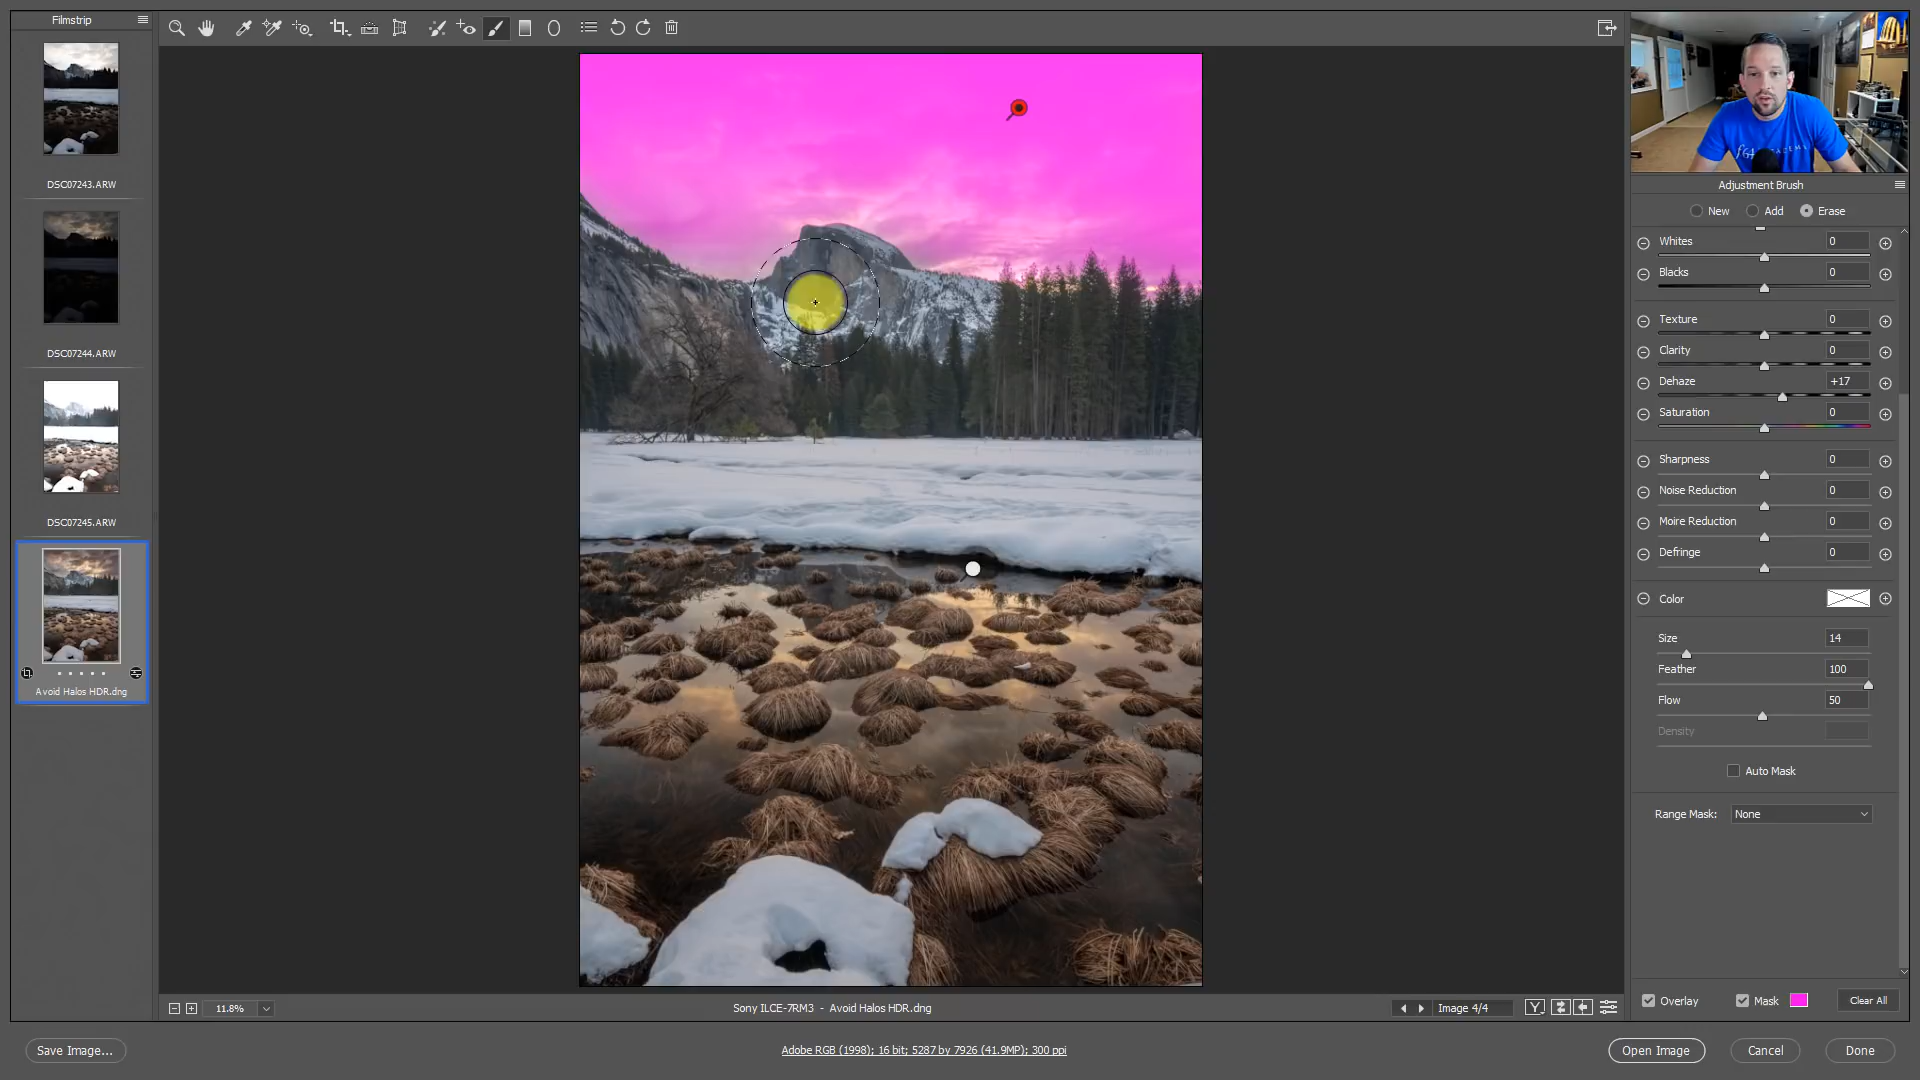 Filmstrip
DSC07243.ARW
DSC07244.ARW
DSC07245.ARW
Avoid Halos HDR.dng
Adjustment Brush
New Add Erase
Whites 0
Blacks 0
Texture 0
Clarity 0
Dehaze +17
Saturation 0
Sharpness 0
Noise Reduction 0
Moire Reduction 0
Defringe 0
Color
Size 14
Feather 100
Flow 50
Density
Auto Mask
Range Mask: None
Overlay Mask Clear All
11.8%
Sony ILCE-7RM3 - Avoid Halos HDR.dng
Image 4/4
Y
Save Image...
Adobe RGB (1998); 16 bit; 5287 by 7926 (41.9MP); 300 ppi
Open Image Cancel Done